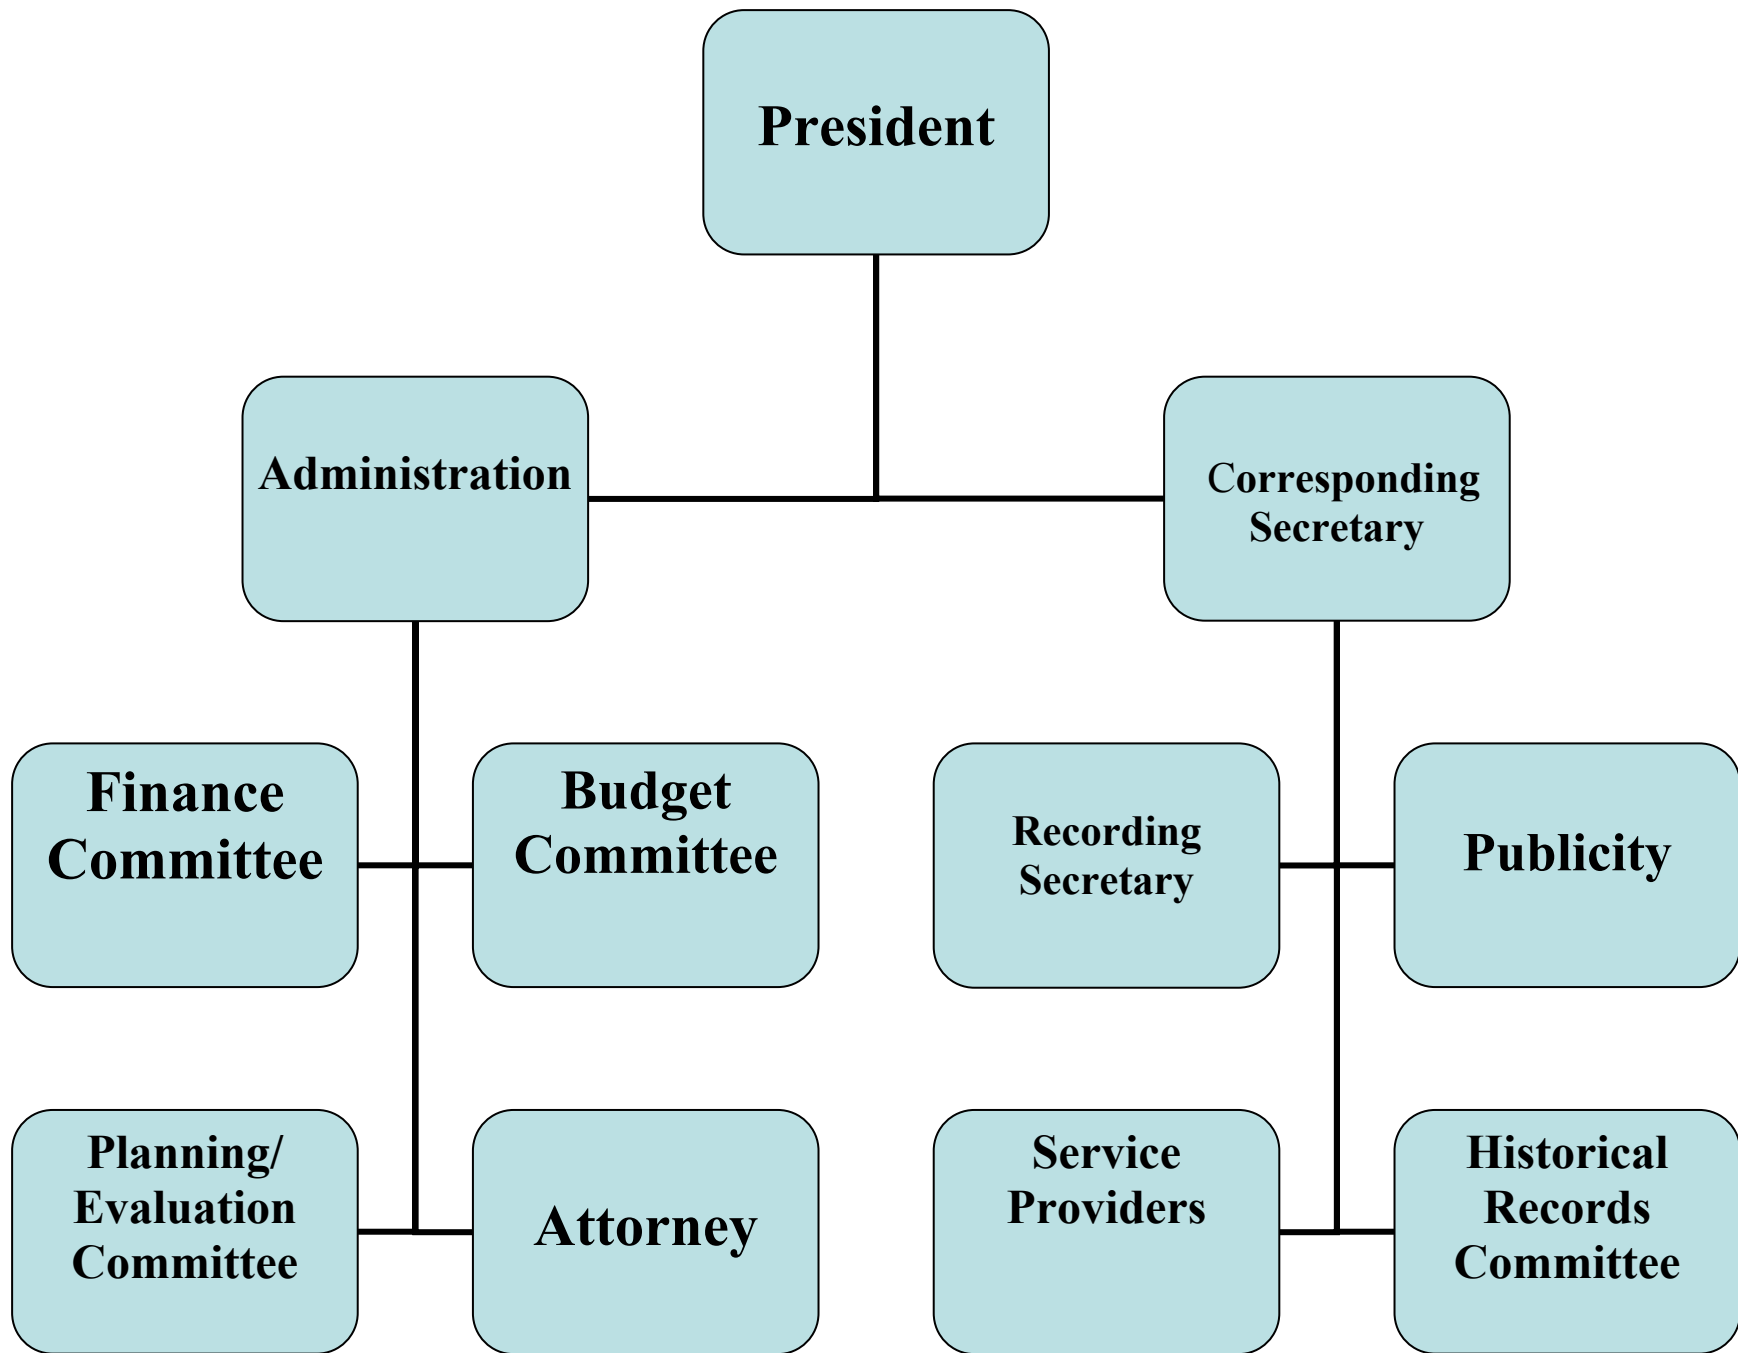 President
Administration
Corresponding
Secretary
Finance
Committee
Budget
Committee
Recording
Secretary
Publicity
Planning/
Evaluation
Committee
Attorney
Service
Providers
Historical
Records
Committee